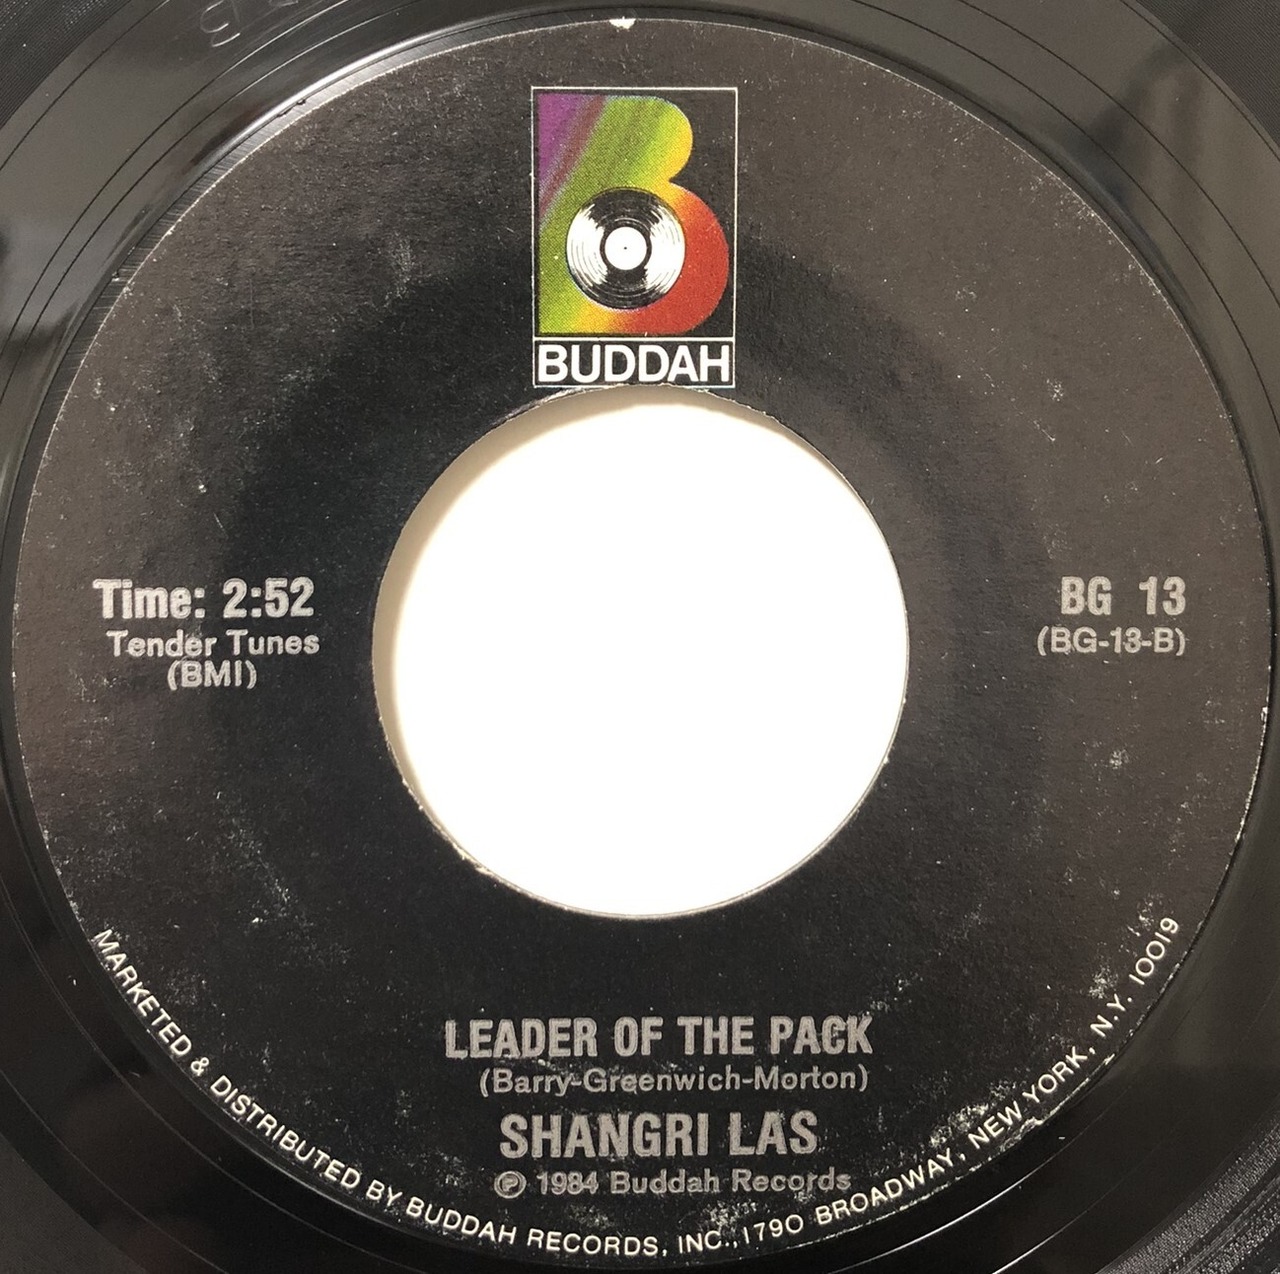 BUDDAH
Time: 2:52
Tender Tunes
(BMI)
BG 13
(BG-13-B)
LEADER OF THE PACK
(Barry-Greenwich-Morton)
SHANGRI LAS
℗ 1984 Buddah Records
MARKETED & DISTRIBUTED BY BUDDAH RECORDS, INC., 1790 BROADWAY, NEW YORK, N.Y. 10019